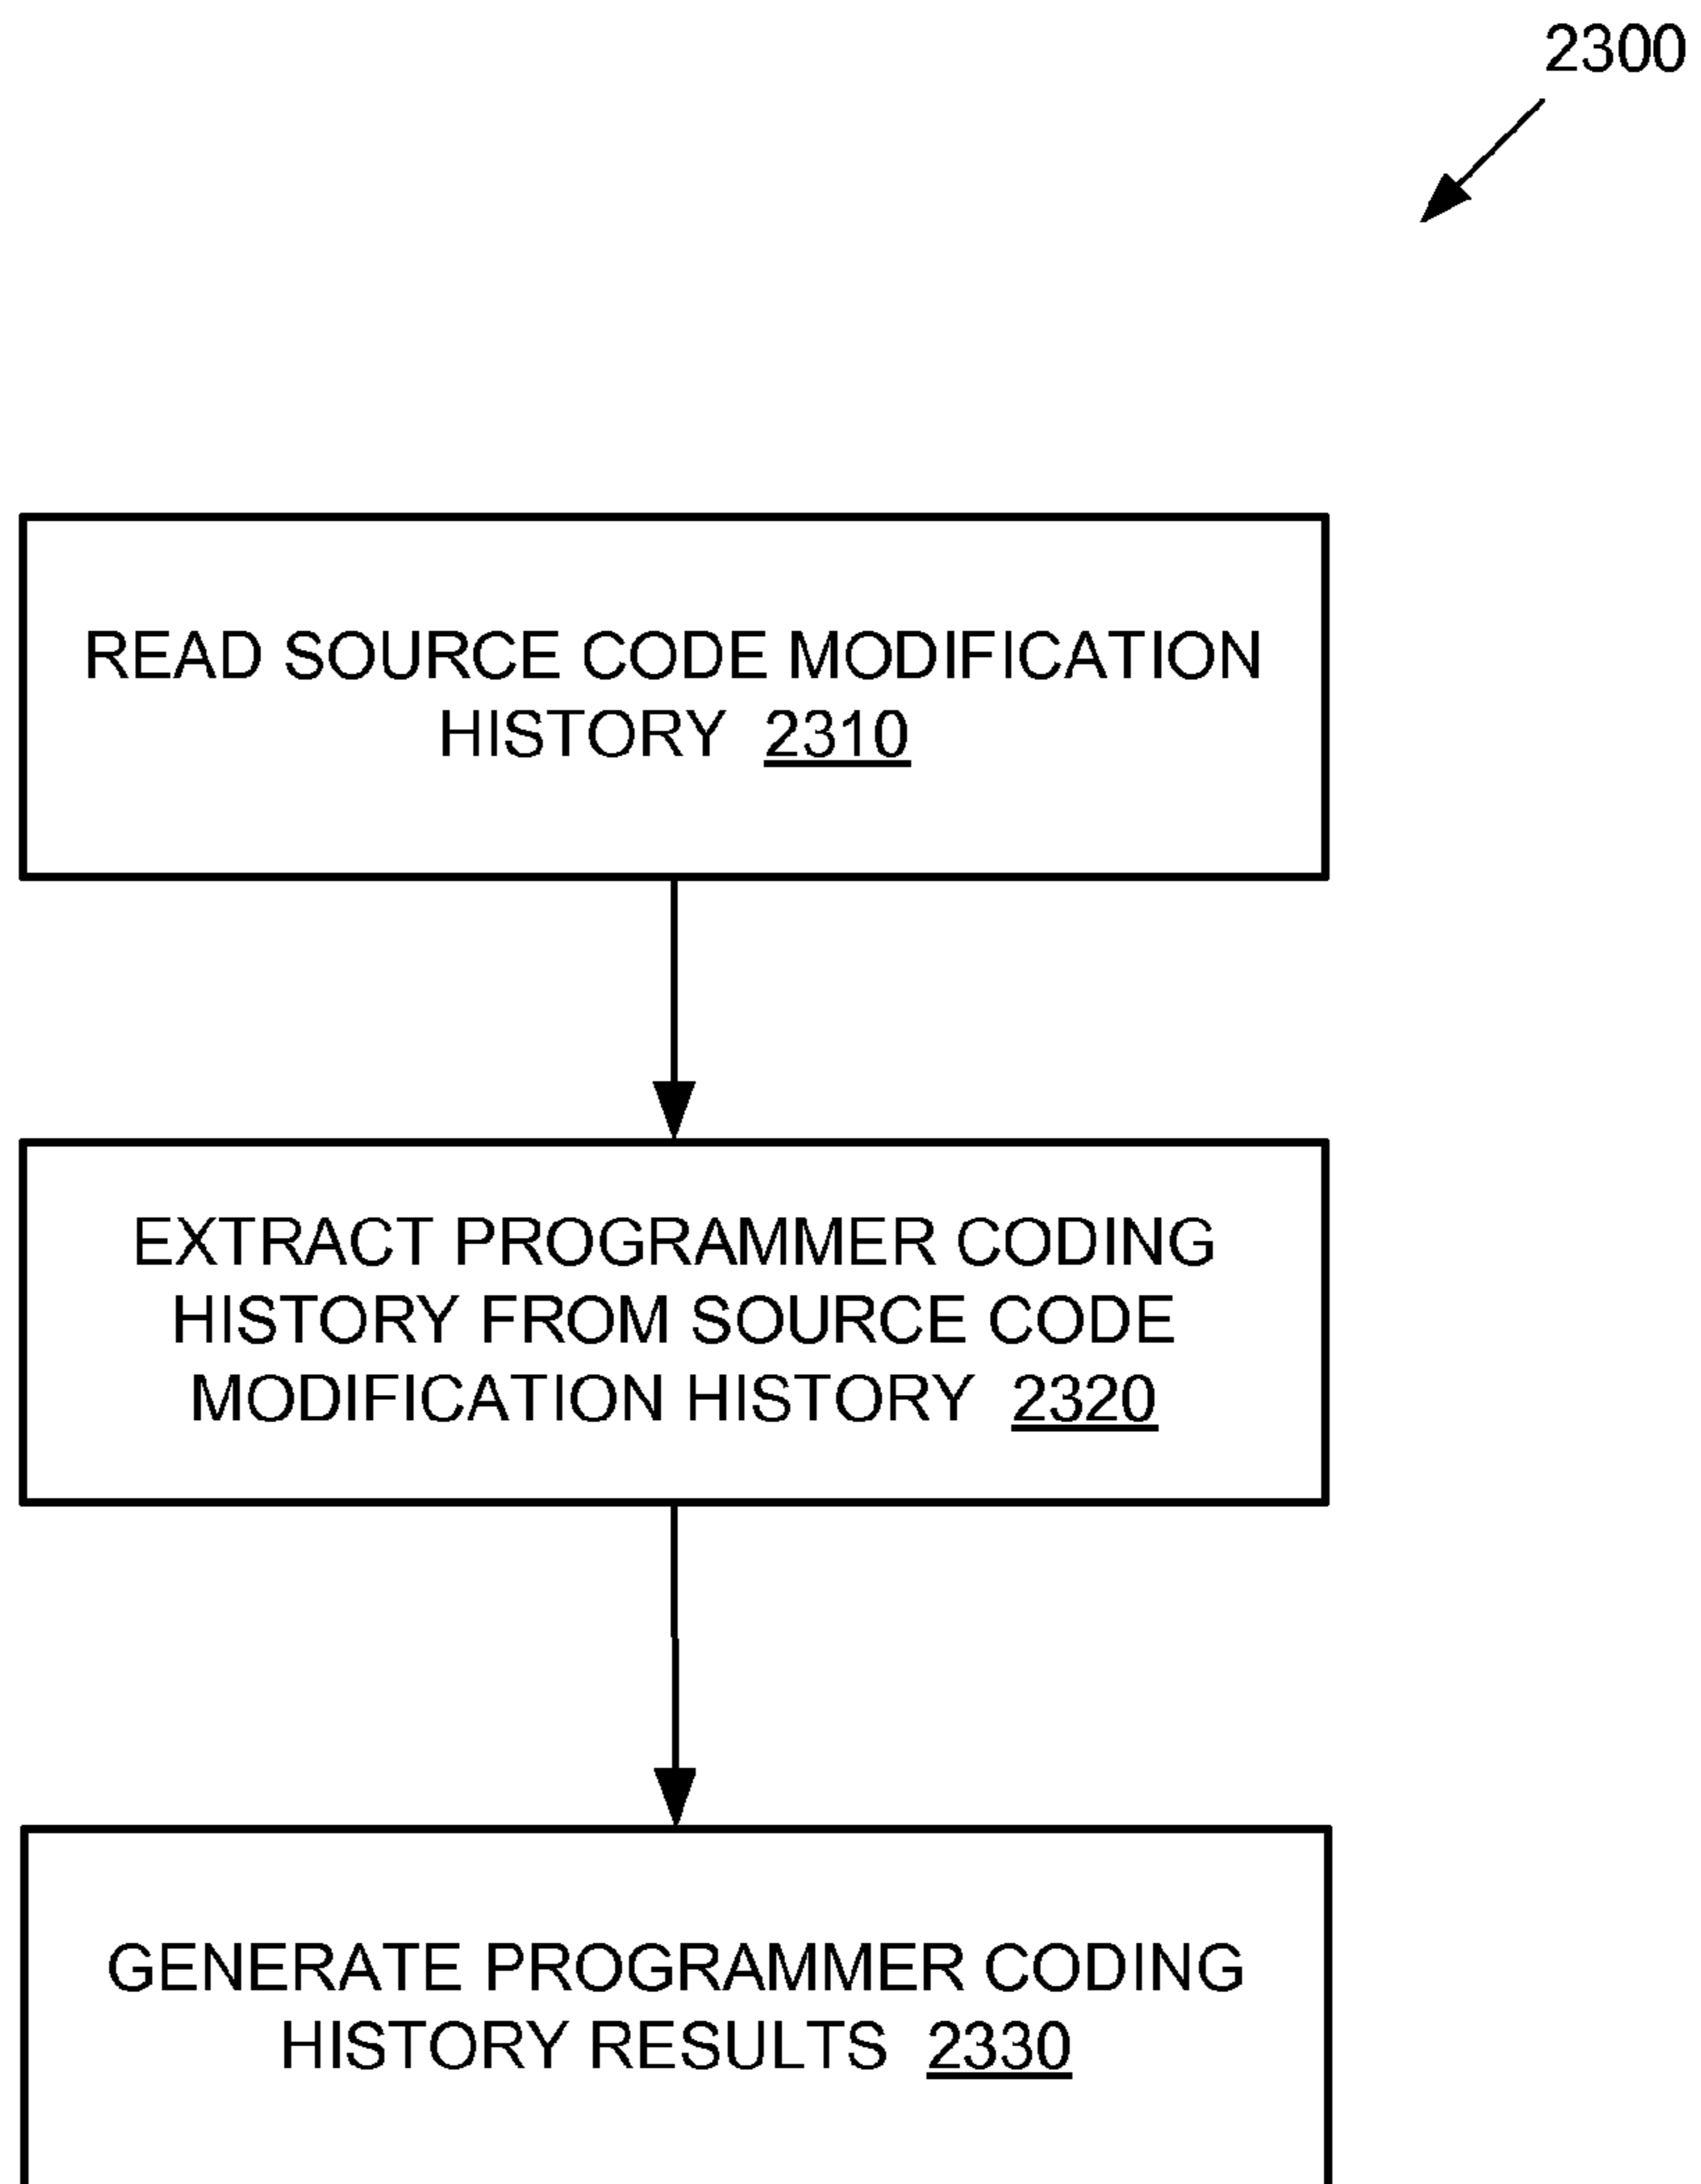 2300
READ SOURCE CODE MODIFICATION
HISTORY 2310
EXTRACT PROGRAMMER CODING
HISTORY FROM SOURCE CODE
MODIFICATION HISTORY 2320
GENERATE PROGRAMMER CODING
HISTORY RESULTS 2330